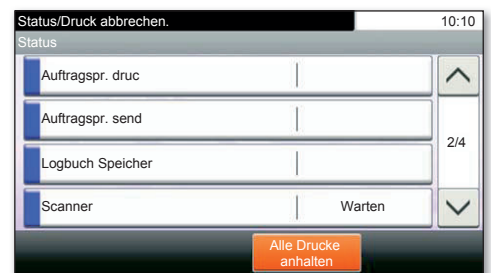 Status/Druck abbrechen. 10:10
Status
Auftragspr. druc
Auftragspr. send
2/4
Logbuch Speicher
Scanner Warten
Alle Drucke
anhalten